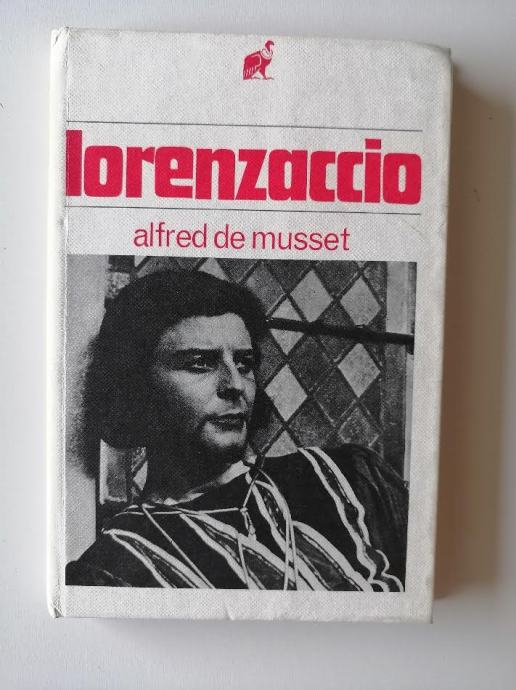 lorenzaccio
alfred de musset